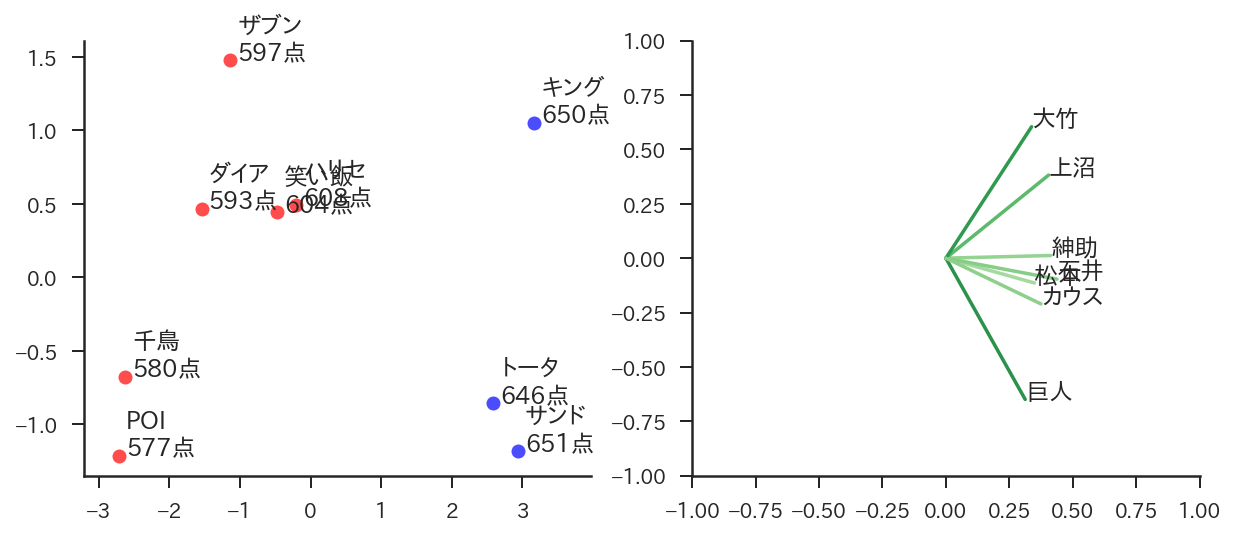 ザブン
597点
キング
650点
ダイア
593点
笑い飯
604点
ハリセ
608点
千鳥
580点
POI
577点
トータ
646点
サンド
651点
1.5
1.0
0.5
0.0
−0.5
−1.0
−3 −2 −1 0 1 2 3
大竹
上沼
紳助
石井
松本
カウス
巨人
1.00
0.75
0.50
0.25
0.00
−0.25
−0.50
−0.75
−1.00
−1.00 −0.75 −0.50 −0.25 0.00 0.25 0.50 0.75 1.00